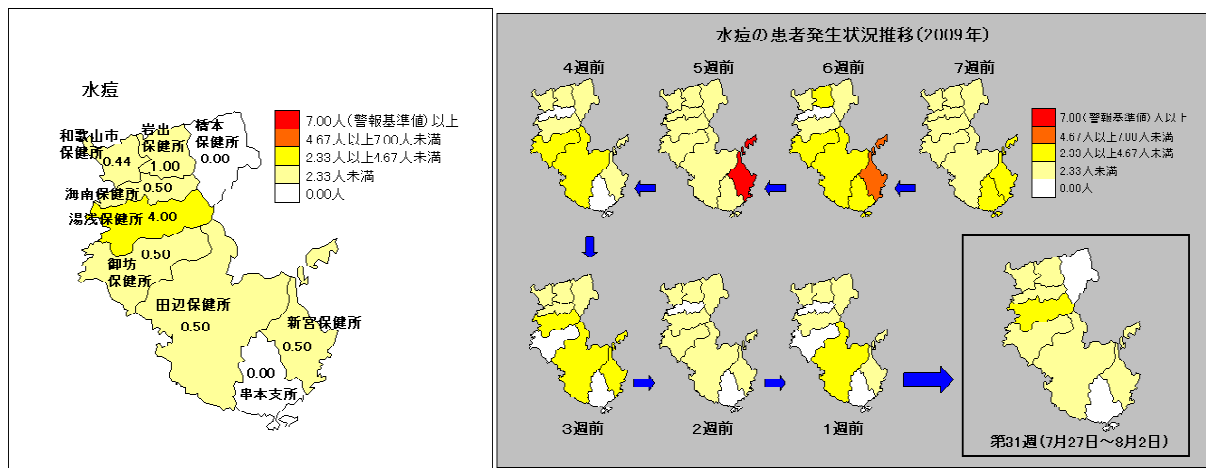 水痘
7.00人(警報基準値)以上
4.67人以上7.00人未満
2.33人以上4.67人未満
2.33人未満
0.00人
和歌山市
保健所
0.44
岩出
保健所
1.00
橋本
保健所
0.00
0.50
海南保健所
湯浅保健所
4.00
0.50
御坊
保健所
田辺保健所
0.50
新宮保健所
0.50
0.00
串本支所
水痘の患者発生状況推移(2009年)
4週前
5週前
6週前
7週前
7.00(警報基準値)人以上
4.67人以上7.00人未満
2.33人以上4.67人未満
2.33人未満
0.00人
3週前
2週前
1週前
第31週(7月27日～8月2日)